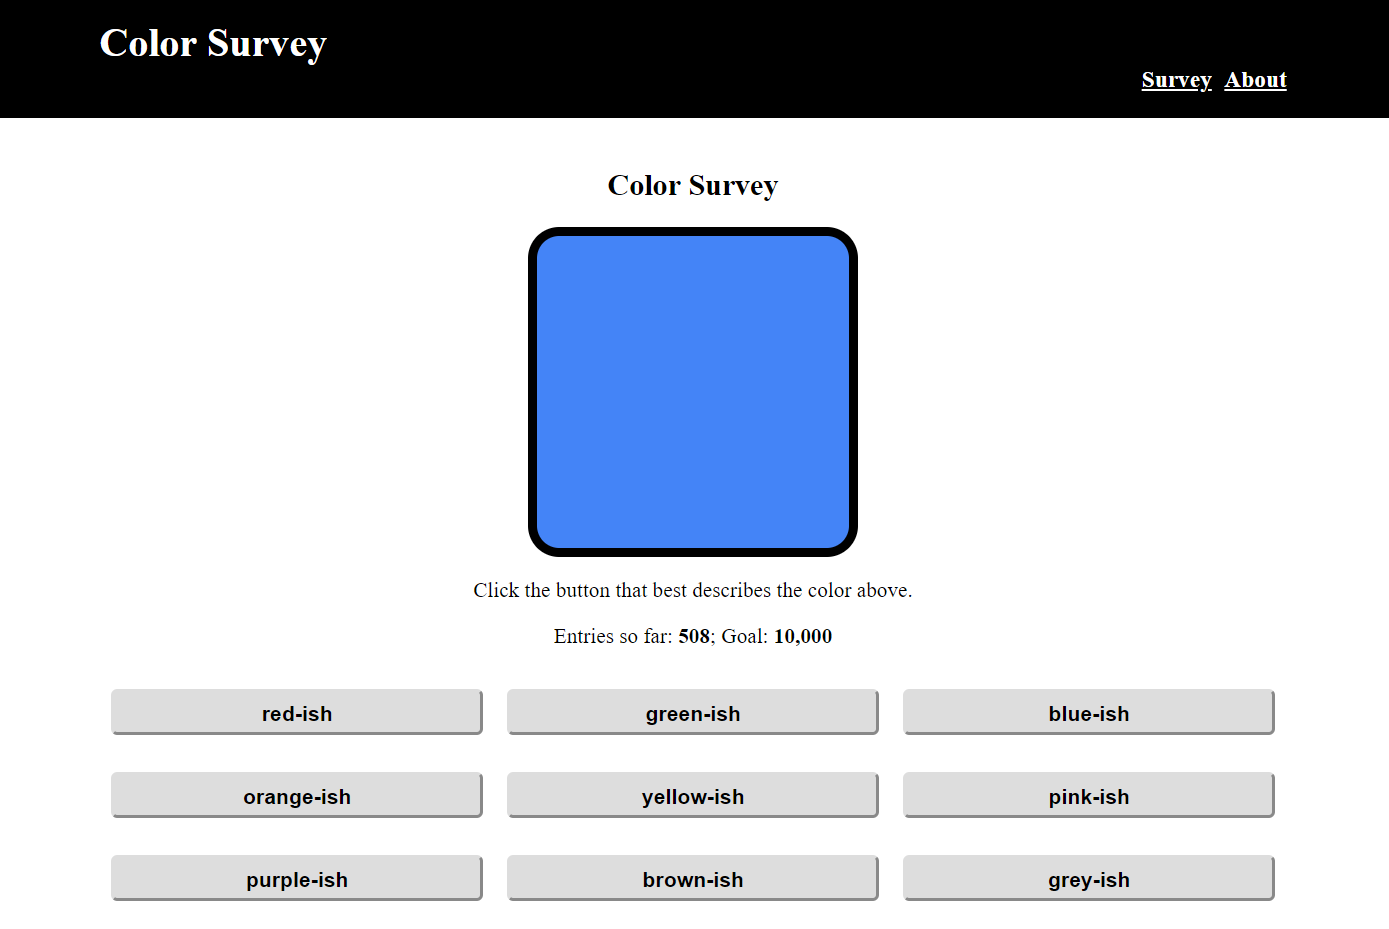 Color Survey
Survey About
Color Survey
Click the button that best describes the color above.
Entries so far: 508; Goal: 10,000
red-ish green-ish blue-ish
orange-ish yellow-ish pink-ish
purple-ish brown-ish grey-ish